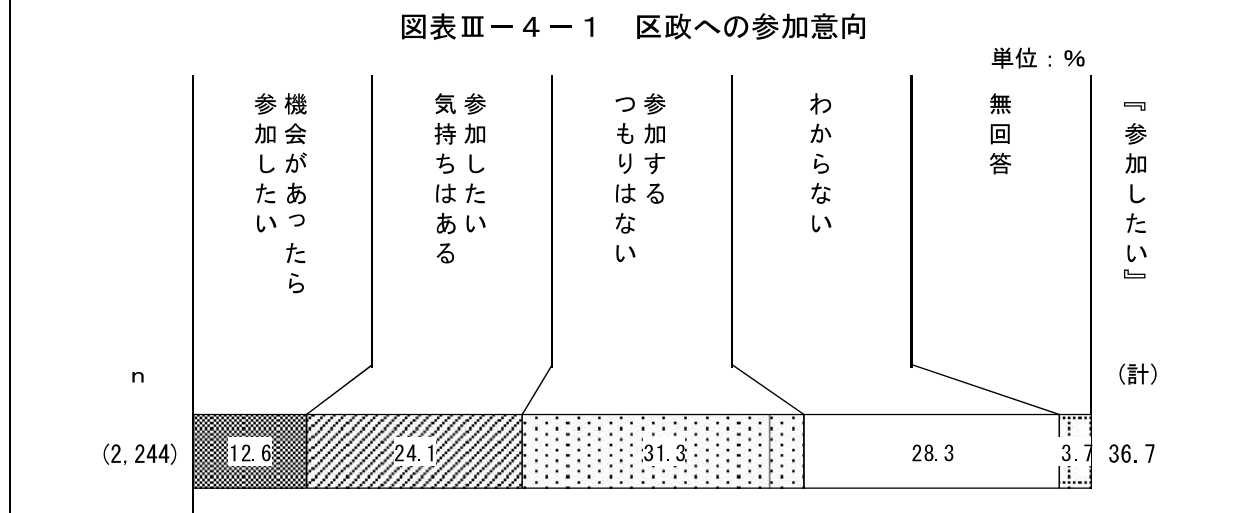 図表Ⅲ－４－１　区政への参加意向
単位：％
機会があったら
参加したい
参加したい
気持ちはある
参加する
つもりはない
わからない
無回答
『参加したい』
ｎ
（計）
(2,244)
12.6
24.1
31.3
28.3
3.7
36.7